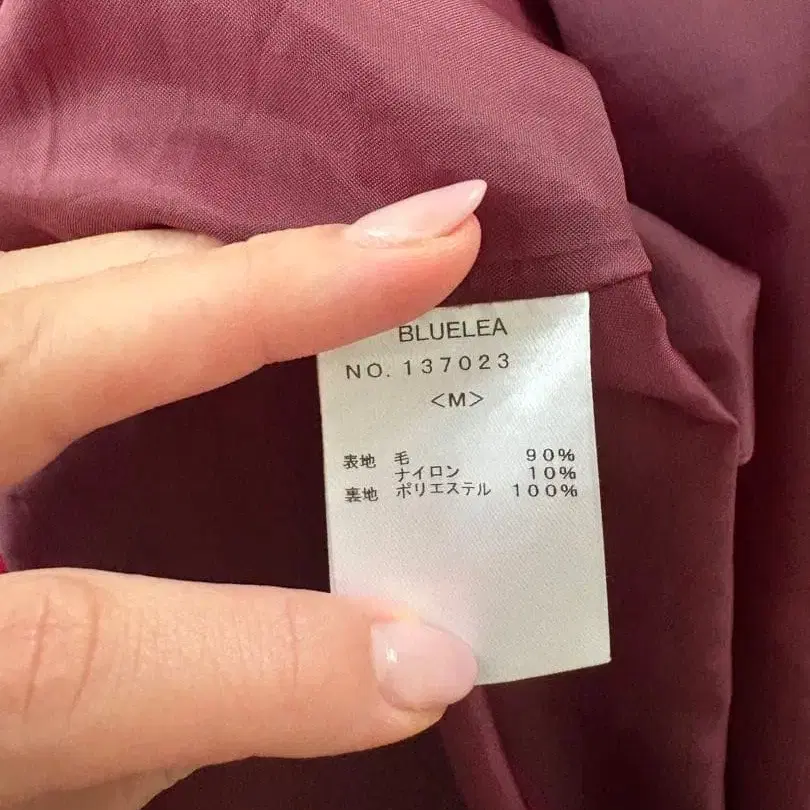 BLUELEA
NO. 137023
<M>
表地 毛 90%
ナイロン 10%
裏地 ポリエステル 100%